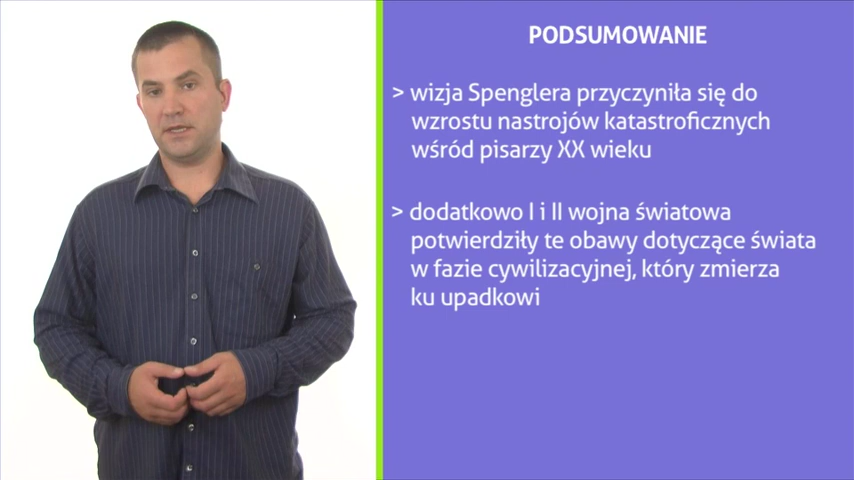 PODSUMOWANIE
> wizja Spenglera przyczyniła się do
wzrostu nastrojów katastroficznych
wśród pisarzy XX wieku
> dodatkowo I i II wojna światowa
potwierdziły te obawy dotyczące świata
w fazie cywilizacyjnej, który zmierza
ku upadkowi